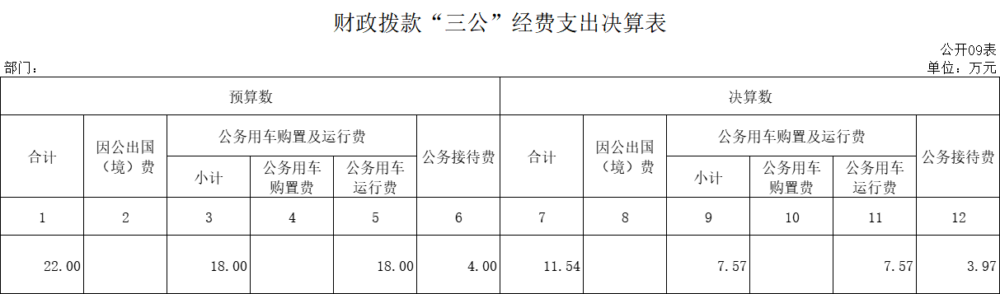 财政拨款“三公”经费支出决算表
公开09表
部门：
单位：万元
预算数
决算数
合计
因公出国
（境）费
公务用车购置及运行费
小计
公务用车
购置费
公务用车
运行费
公务接待费
合计
因公出国
（境）费
公务用车购置及运行费
小计
公务用车
购置费
公务用车
运行费
公务接待费
1 2 3 4 5 6 7 8 9 10 11 12
22.00 18.00 18.00 4.00 11.54 7.57 7.57 3.97